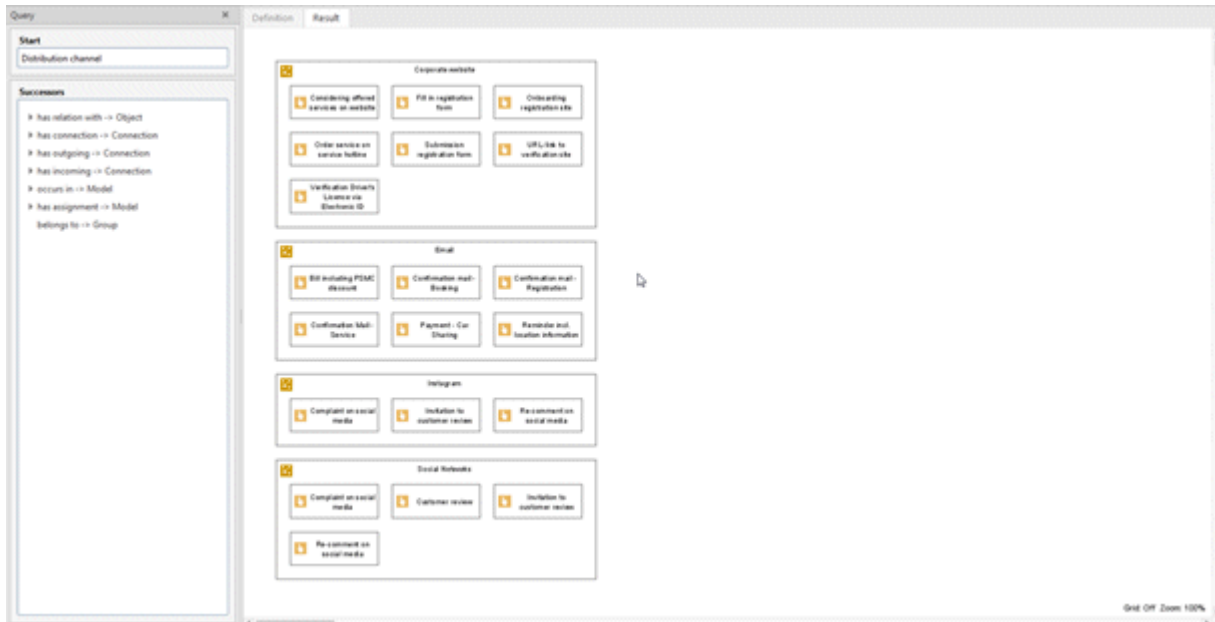 Query
Start
Distribution channel
Successors
has relation with -> Object
has connection -> Connection
has outgoing -> Connection
has incoming -> Connection
occurs in -> Model
has assignment -> Model
belongs to -> Group
Definition Result
Corporate website
Considering offered
services on website
Fill in registration
form
Onboarding
registration site
Order service on
service hotline
Submission
registration form
URL/link to
verification site
Verification Driver's
License via
Electronic ID
Email
Bill including PSMC
discount
Confirmation mail -
Booking
Confirmation mail -
Registration
Confirmation Mail -
Service
Payment - Car
Sharing
Reminder incl.
location information
Instagram
Complaint on social
media
Invitation to
customer review
Re-comment on
social media
Social Networks
Complaint on social
media
Customer review
Invitation to
customer review
Re-comment on
social media
Grid: Off Zoom: 100%